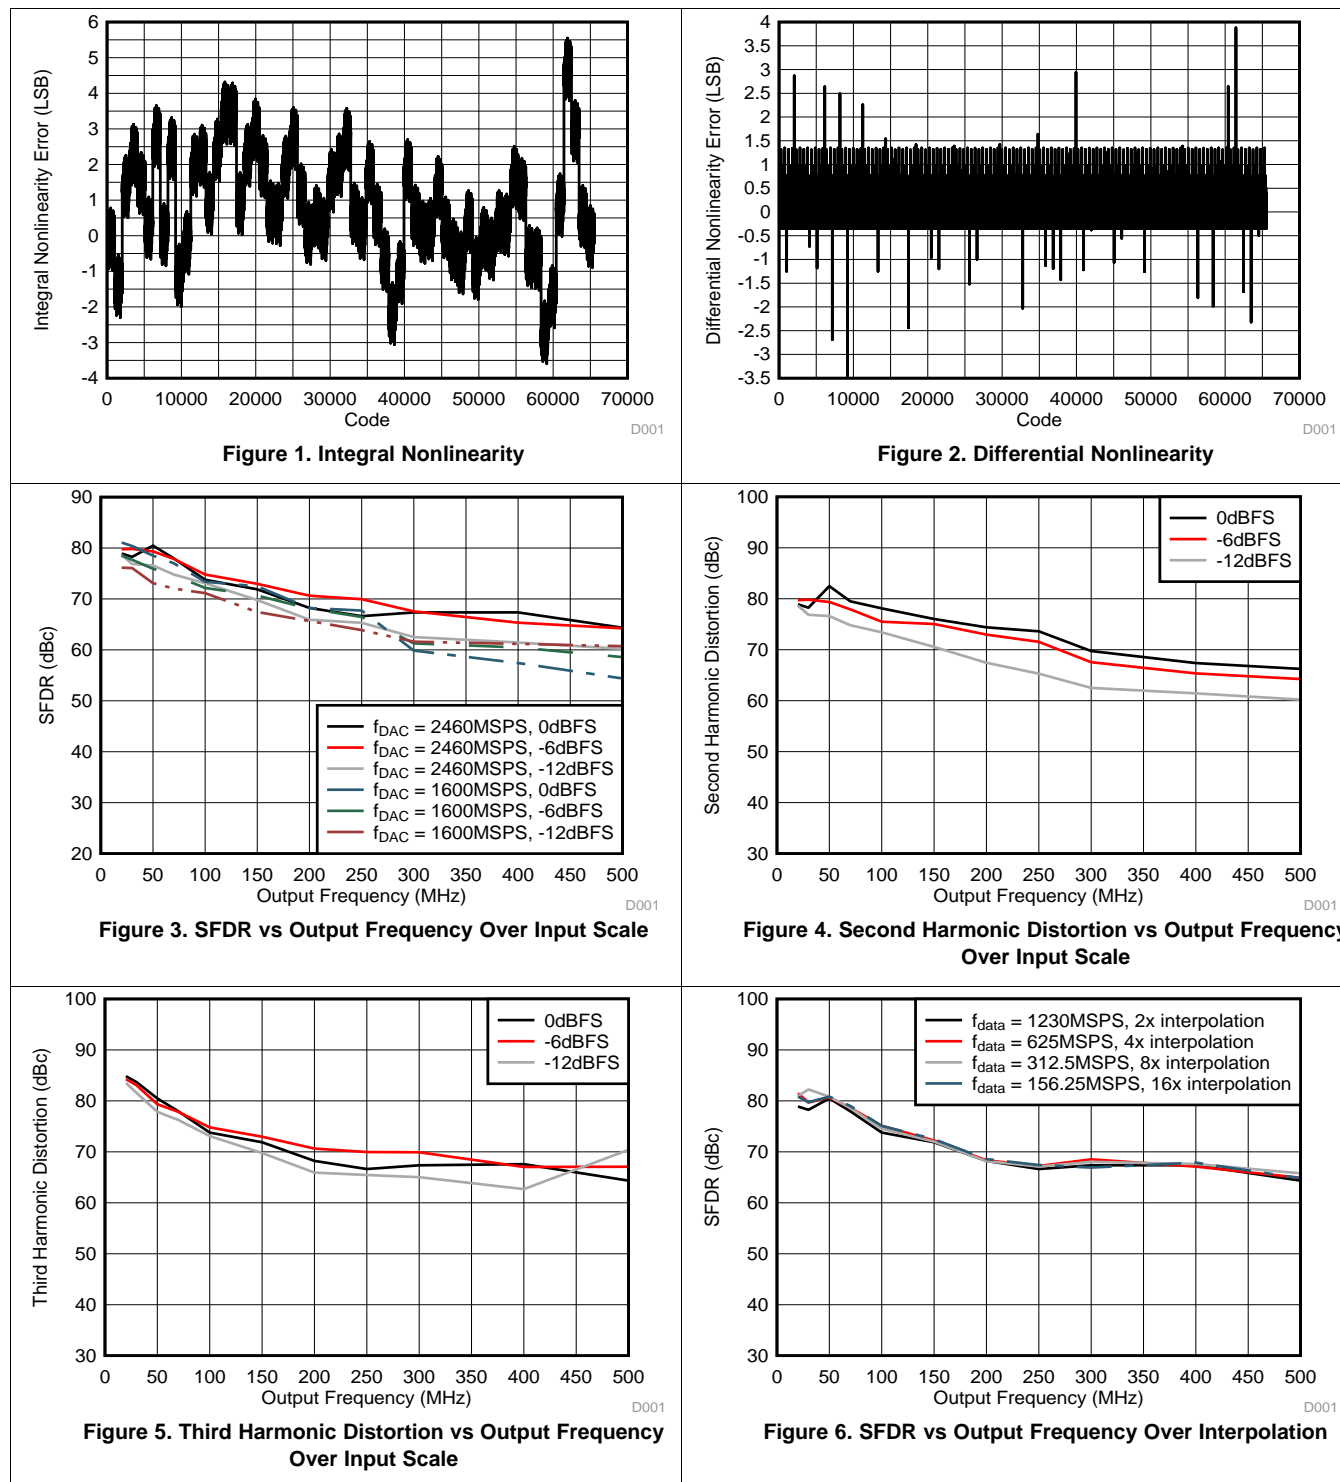 6
5
4
3
2
1
0
-1
-2
-3
-4
Integral Nonlinearity Error (LSB)
0 10000 20000 30000 40000 50000 60000 70000
Code
D001
Figure 1. Integral Nonlinearity
4
3.5
3
2.5
2
1.5
1
0.5
0
-0.5
-1
-1.5
-2
-2.5
-3
-3.5
Differential Nonlinearity Error (LSB)
0 10000 20000 30000 40000 50000 60000 70000
Code
D001
Figure 2. Differential Nonlinearity
90
80
70
60
50
40
30
20
SFDR (dBc)
fDAC = 2460MSPS, 0dBFS
fDAC = 2460MSPS, -6dBFS
fDAC = 2460MSPS, -12dBFS
fDAC = 1600MSPS, 0dBFS
fDAC = 1600MSPS, -6dBFS
fDAC = 1600MSPS, -12dBFS
0 50 100 150 200 250 300 350 400 450 500
Output Frequency (MHz)
D001
Figure 3. SFDR vs Output Frequency Over Input Scale
100
90
80
70
60
50
40
30
Second Harmonic Distortion (dBc)
0dBFS
-6dBFS
-12dBFS
0 50 100 150 200 250 300 350 400 450 500
Output Frequency (MHz)
D001
Figure 4. Second Harmonic Distortion vs Output Frequency
Over Input Scale
100
90
80
70
60
50
40
30
Third Harmonic Distortion (dBc)
0dBFS
-6dBFS
-12dBFS
0 50 100 150 200 250 300 350 400 450 500
Output Frequency (MHz)
D001
Figure 5. Third Harmonic Distortion vs Output Frequency
Over Input Scale
100
90
80
70
60
50
40
30
SFDR (dBc)
fdata = 1230MSPS, 2x interpolation
fdata = 625MSPS, 4x interpolation
fdata = 312.5MSPS, 8x interpolation
fdata = 156.25MSPS, 16x interpolation
0 50 100 150 200 250 300 350 400 450 500
Output Frequency (MHz)
D001
Figure 6. SFDR vs Output Frequency Over Interpolation